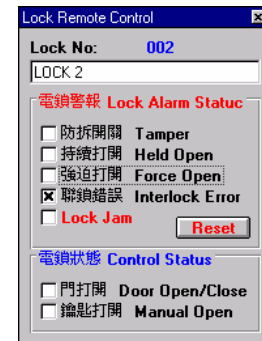 Lock Remote Control
Lock No: 002
LOCK 2
電鎖警報 Lock Alarm Statuc
防拆開關 Tamper
持續打開 Held Open
強迫打開 Force Open
聯鎖錯誤 Interlock Error
Lock Jam
Reset
電鎖狀態 Control Status
門打開 Door Open/Close
鑰匙打開 Manual Open